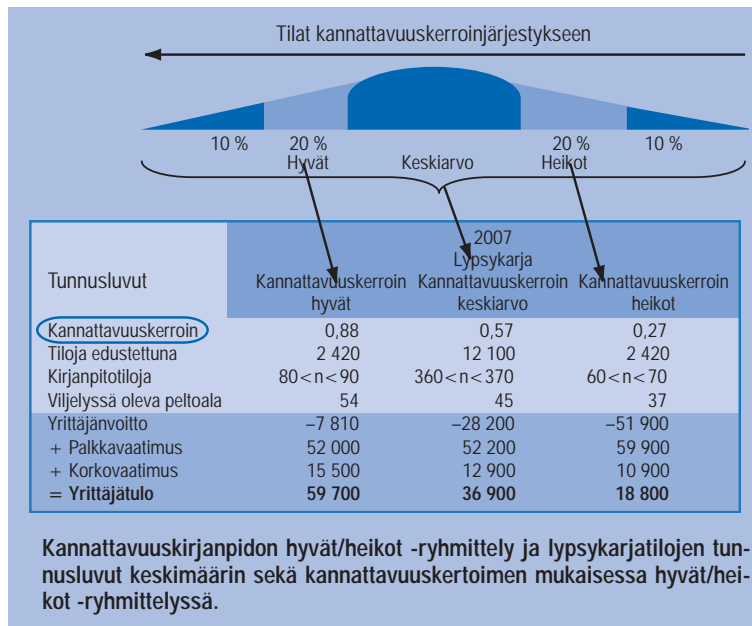 Tilat kannattavuuskerroinjärjestykseen
10 % 20 % 20 % 10 %
Hyvät Keskiarvo Heikot
2007
Lypsykarja
Tunnusluvut Kannattavuuskerroin Kannattavuuskerroin Kannattavuuskerroin
hyvät keskiarvo heikot
Kannattavuuskerroin 0,88 0,57 0,27
Tiloja edustettuna 2 420 12 100 2 420
Kirjanpitotiloja 80<n<90 360<n<370 60<n<70
Viljelyssä oleva peltoala 54 45 37
Yrittäjänvoitto –7 810 –28 200 –51 900
+ Palkkavaatimus 52 000 52 200 59 900
+ Korkovaatimus 15 500 12 900 10 900
= Yrittäjätulo 59 700 36 900 18 800
Kannattavuuskirjanpidon hyvät/heikot -ryhmittely ja lypsykarjatilojen tun-
nusluvut keskimäärin sekä kannattavuuskertoimen mukaisessa hyvät/hei-
kot -ryhmittelyssä.